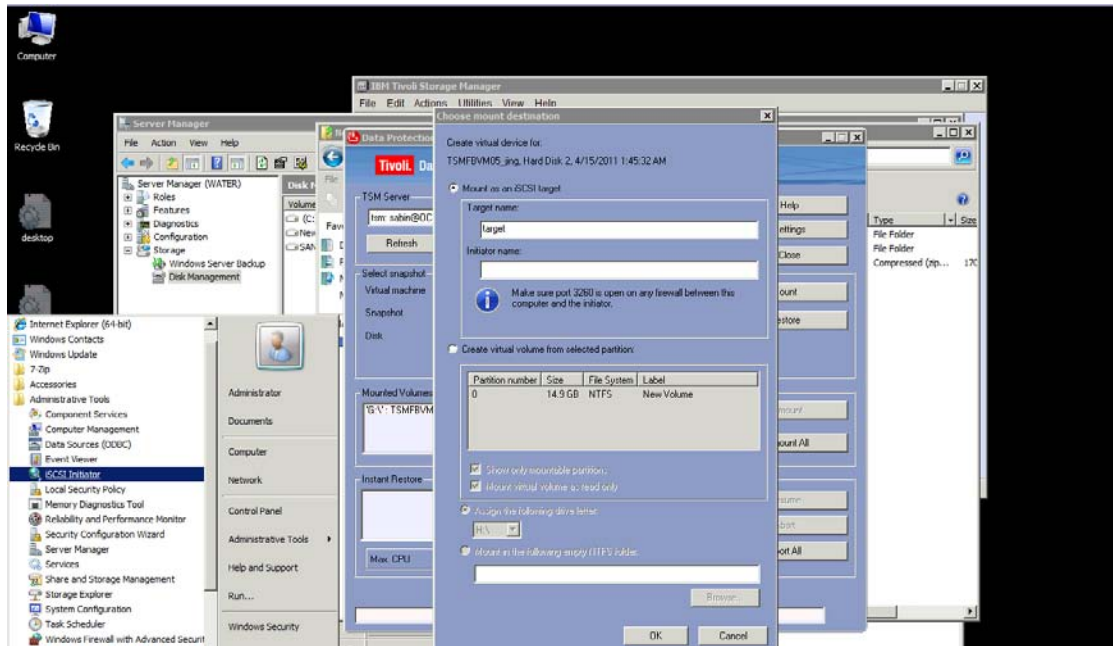 Computer
Recycle Bin
desktop
IBM Tivoli Storage Manager
File Edit Actions Utilities View Help
Server Manager
File Action View Help
Server Manager (WATER)
Roles
Features
Diagnostics
Configuration
Storage
Windows Server Backup
Disk Management
Volume
(C:
Data Protection
Tivoli. Da
TSM Server
Refresh
Select snapshot
Virtual machine
Snapshot
Disk
Mounted Volumes
Instant Restore
Max. CPU
Help
ettings
Close
ount
estore
mount
ount All
ort All
Choose mount destination
Create virtual device for:
TSMFBVM05_jing, Hard Disk 2, 4/15/2011 1:45:32 AM
Mount as an iSCSI target
Target name:
target
Initiator name:
Make sure port 3260 is open on any firewall between this
computer and the initiator.
Create virtual volume from selected partition:
Partition number Size File System Label
0 14.9 GB NTFS New Volume
Show only mountable partitions
Mount virtual volume as read only
Assign the following drive letter:
H:\
Mount in the following empty NTFS folder:
Browse...
OK Cancel
Type Size
File Folder
File Folder
Compressed (zip... 170
Internet Explorer (64-bit)
Windows Contacts
Windows Update
7-Zip
Accessories
Administrative Tools
Component Services
Computer Management
Data Sources (ODBC)
Event Viewer
iSCSI Initiator
Local Security Policy
Memory Diagnostics Tool
Reliability and Performance Monitor
Security Configuration Wizard
Server Manager
Services
Share and Storage Management
Storage Explorer
System Configuration
Task Scheduler
Windows Firewall with Advanced Securit
Administrator
Documents
Computer
Network
Control Panel
Administrative Tools
Help and Support
Run...
Windows Security